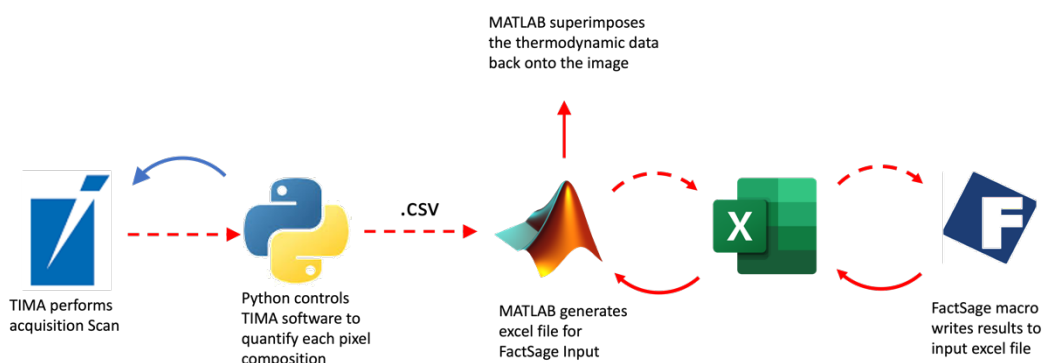 MATLAB superimposes
the thermodynamic data
back onto the image
.CSV
X
F
TIMA performs
acquisition Scan
Python controls
TIMA software to
quantify each pixel
composition
MATLAB generates
excel file for
FactSage Input
FactSage macro
writes results to
input excel file